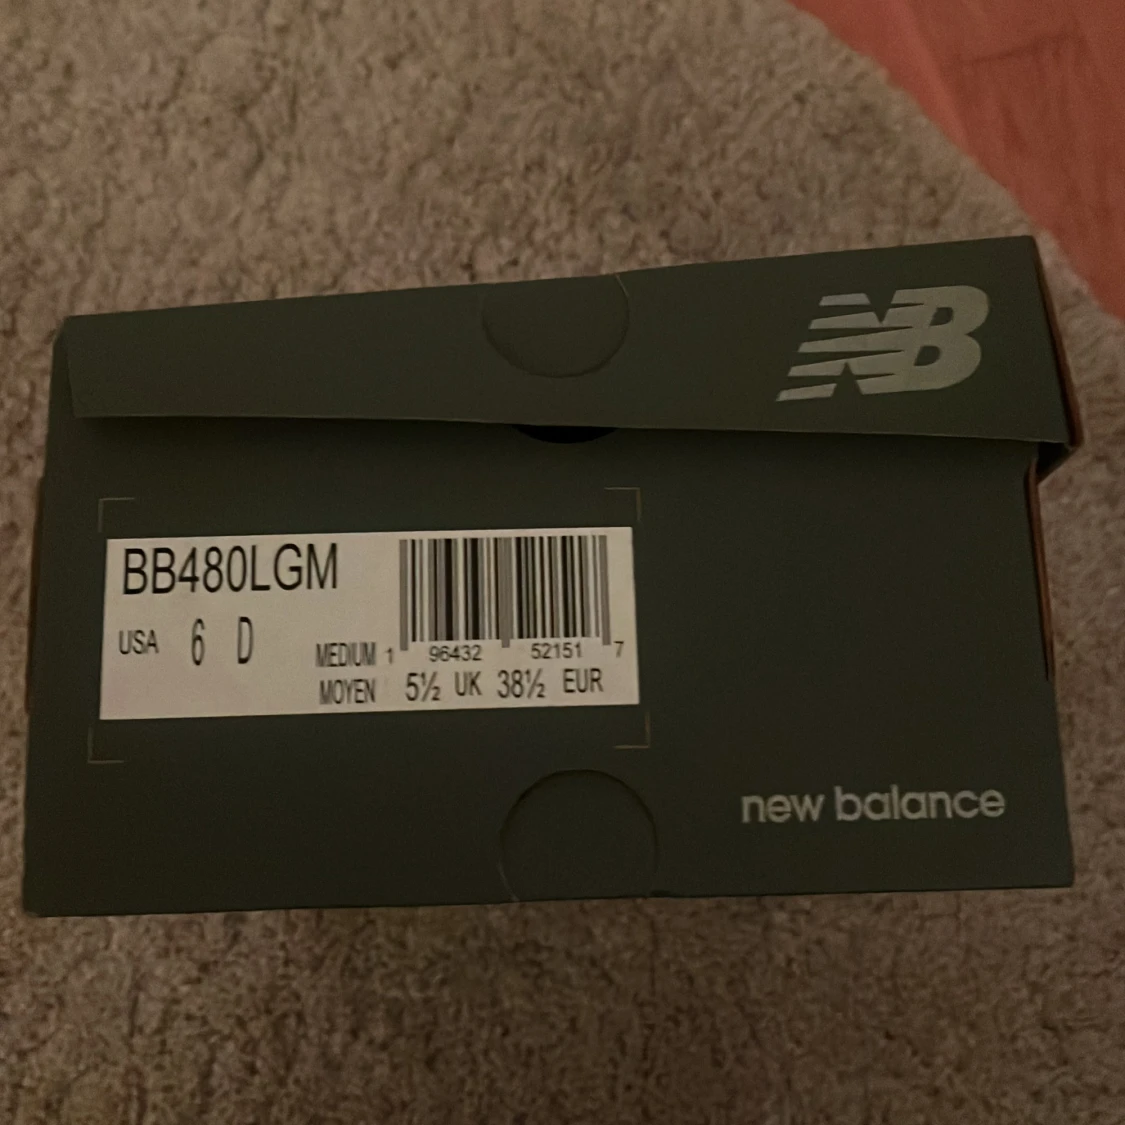 NB
BB480LGM
USA 6 D
MEDIUM 1 96432 52151 7
MOYEN 5½ UK 38½ EUR
new balance